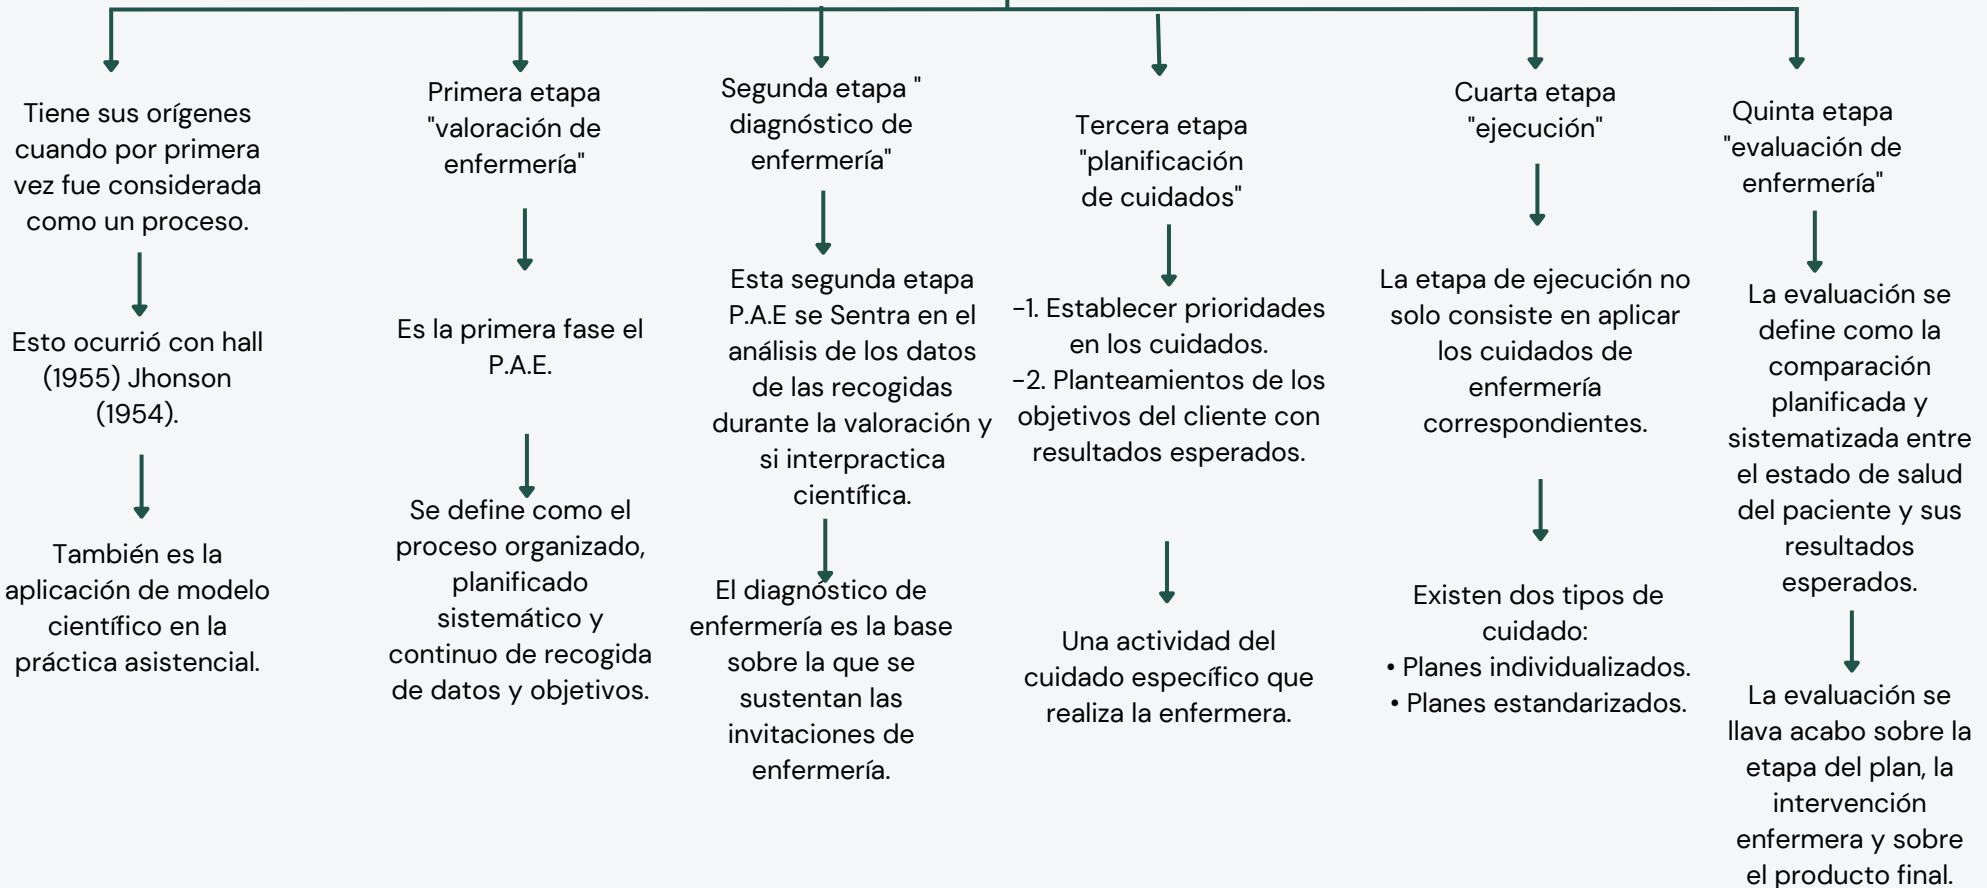 Tiene sus orígenes
cuando por primera
vez fue considerada
como un proceso.
Esto ocurrió con hall
(1955) Jhonson
(1954).
También es la
aplicación de modelo
científico en la
práctica asistencial.
Primera etapa
"valoración de
enfermería"
Es la primera fase el
P.A.E.
Se define como el
proceso organizado,
planificado
sistemático y
continuo de recogida
de datos y objetivos.
Segunda etapa "
diagnóstico de
enfermería"
Esta segunda etapa
P.A.E se Sentra en el
análisis de los datos
de las recogidas
durante la valoración y
si interpractica
científica.
El diagnóstico de
enfermería es la base
sobre la que se
sustentan las
invitaciones de
enfermería.
Tercera etapa
"planificación
de cuidados"
-1. Establecer prioridades
en los cuidados.
-2. Planteamientos de los
objetivos del cliente con
resultados esperados.
Una actividad del
cuidado específico que
realiza la enfermera.
Cuarta etapa
"ejecución"
La etapa de ejecución no
solo consiste en aplicar
los cuidados de
enfermería
correspondientes.
Existen dos tipos de
cuidado:
• Planes individualizados.
• Planes estandarizados.
Quinta etapa
"evaluación de
enfermería"
La evaluación se
define como la
comparación
planificada y
sistematizada entre
el estado de salud
del paciente y sus
resultados
esperados.
La evaluación se
llava acabo sobre la
etapa del plan, la
intervención
enfermera y sobre
el producto final.